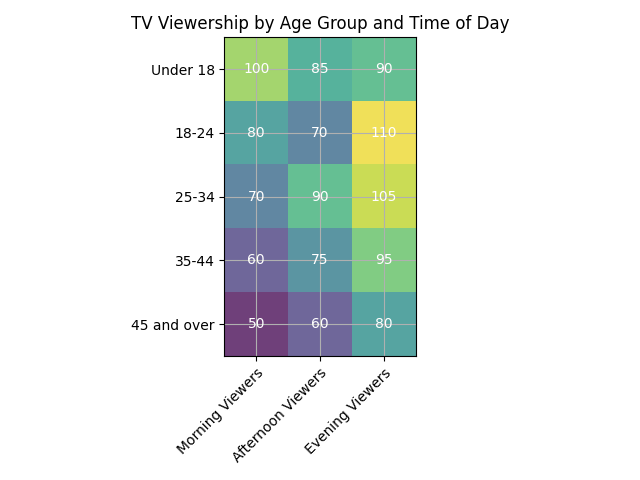 TV Viewership by Age Group and Time of Day
Under 18 100 85 90
18-24 80 70 110
25-34 70 90 105
35-44 60 75 95
45 and over 50 60 80
Morning Viewers
Afternoon Viewers
Evening Viewers